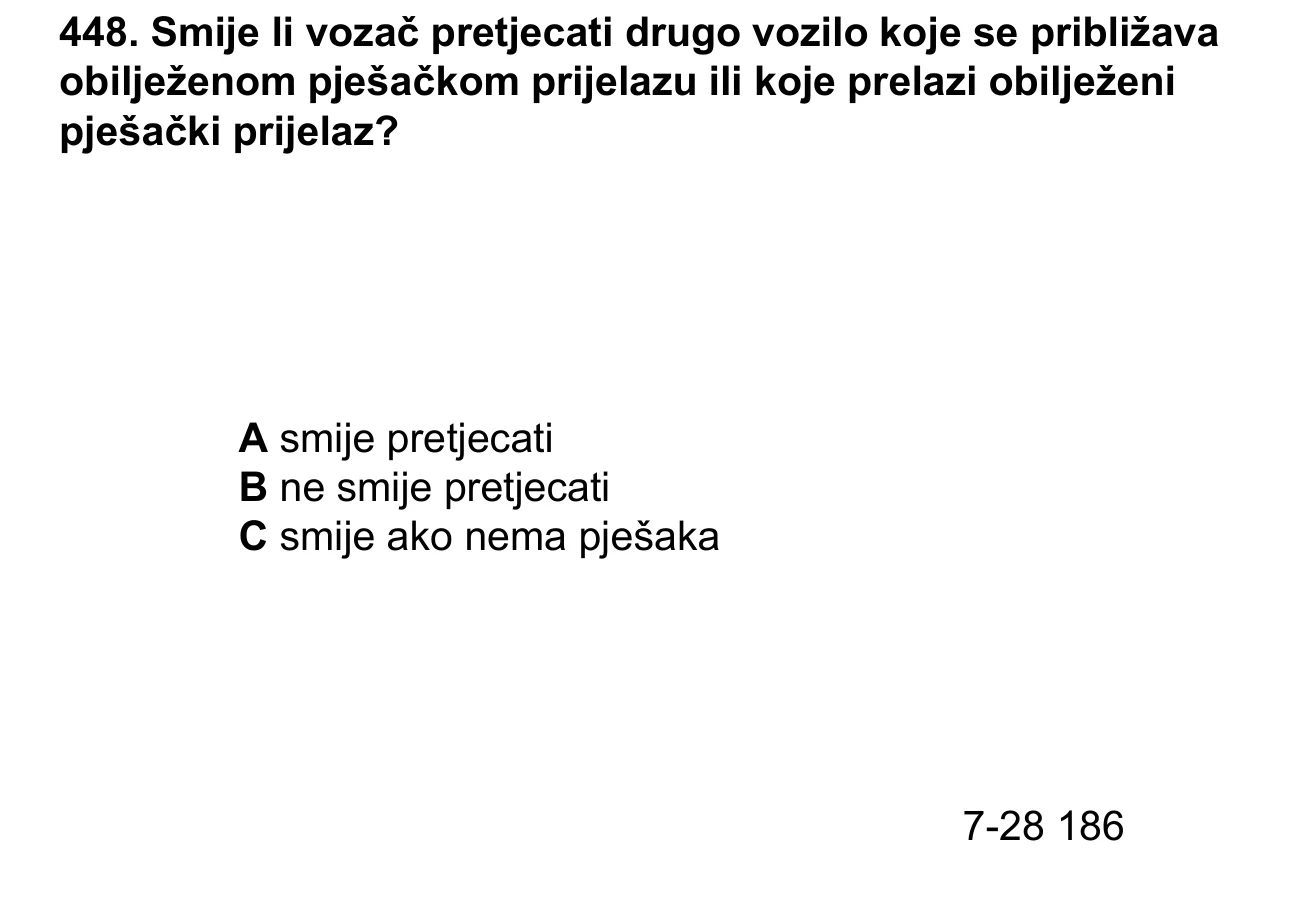 448. Smije li vozač pretjecati drugo vozilo koje se približava
obilježenom pješačkom prijelazu ili koje prelazi obilježeni
pješački prijelaz?
A smije pretjecati
B ne smije pretjecati
C smije ako nema pješaka
7-28 186